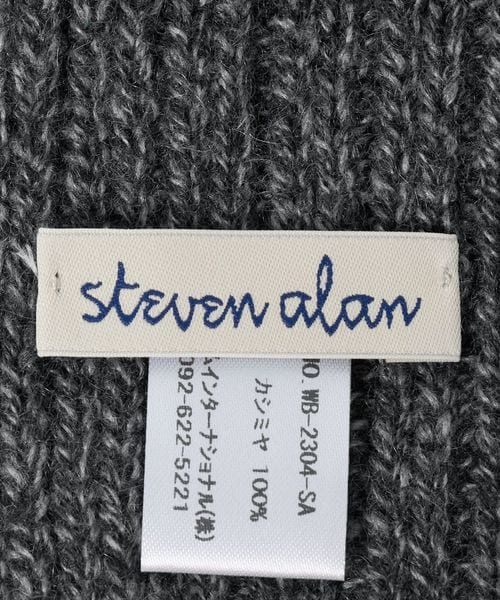 steven alan
NO. WB-2304-SA
カシミヤ 100%
インターナショナル(株)
092-622-5221